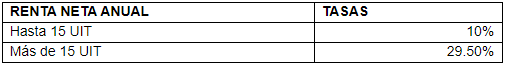 RENTA NETA ANUAL TASAS
Hasta 15 UIT 10%
Más de 15 UIT 29.50%